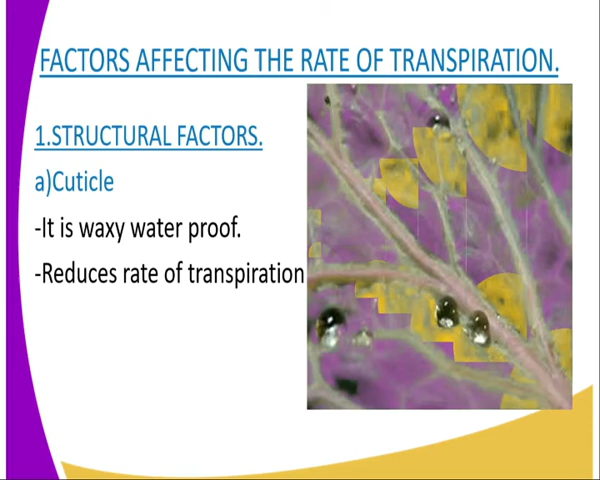 FACTORS AFFECTING THE RATE OF TRANSPIRATION.
1.STRUCTURAL FACTORS.
a)Cuticle
-It is waxy water proof.
-Reduces rate of transpiration